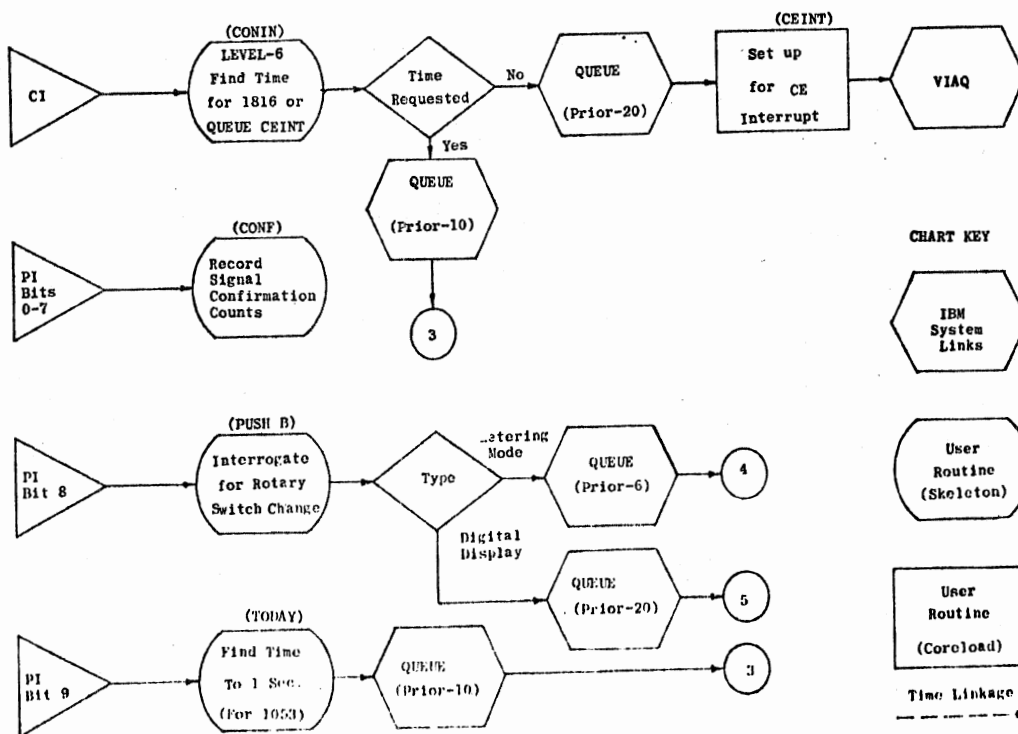 CI
(CONIN)
LEVEL-6
Find Time
for 1816 or
QUEUE CEINT
Time
Requested
No
Yes
QUEUE
(Prior-20)
(CEINT)
Set up
for CE
Interrupt
VIAQ
QUEUE
(Prior-10)
3
PI
Bits
0-7
(CONF)
Record
Signal
Confirmation
Counts
CHART KEY
IBM
System
Links
PI
Bit 8
(PUSH B)
Interrogate
for Rotary
Switch Change
Type
Mode
QUEUE
(Prior-6)
4
Digital
Display
QUEUE
(Prior-20)
5
User
Routine
(Skeleton)
PI
Bit 9
(TODAY)
Find Time
To 1 Sec.
(For 1053)
QUEUE
(Prior-10)
3
User
Routine
(Coreload)
Time Linkage